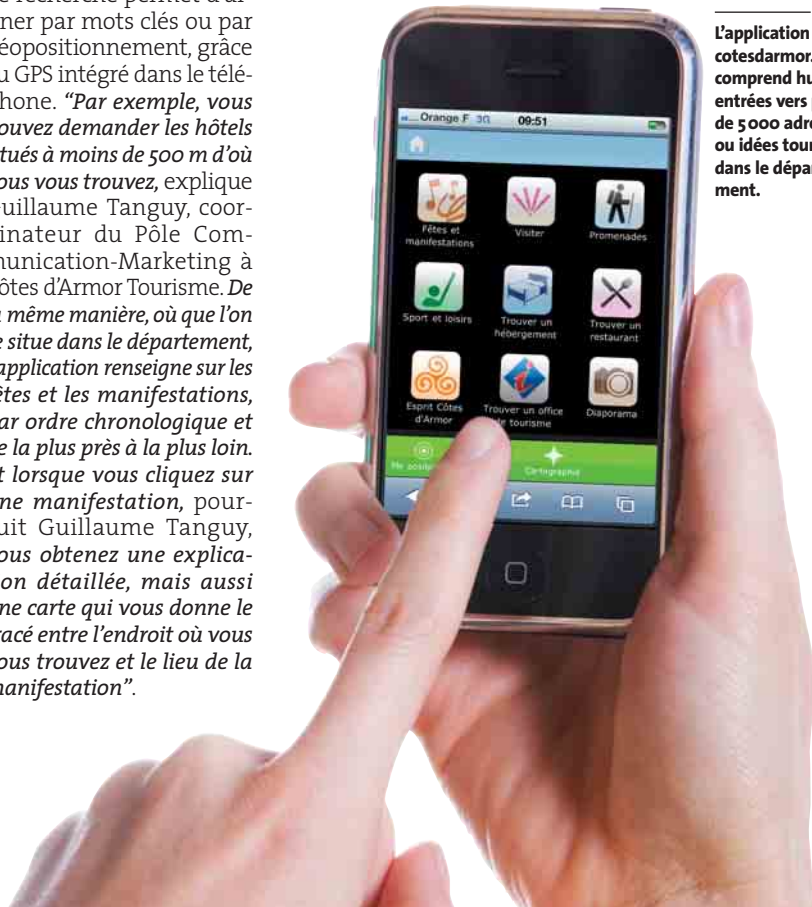 ner par mots clés ou par
éopositionnement, grâce
u GPS intégré dans le télé-
hone. “Par exemple, vous
ouvez demander les hôtels
tués à moins de 500 m d’où
ous vous trouvez, explique
uillaume Tanguy, coor-
inateur du Pôle Com-
unication-Marketing à
ôtes d’Armor Tourisme. De
même manière, où que l’on
e situe dans le département,
application renseigne sur les
êtes et les manifestations,
ar ordre chronologique et
e la plus près à la plus loin.
t lorsque vous cliquez sur
ne manifestation, pour-
uit Guillaume Tanguy,
ous obtenez une explica-
on détaillée, mais aussi
ne carte qui vous donne le
racé entre l’endroit où vous
ous trouvez et le lieu de la
manifestation”.
Orange F 3G 09:51
Fêtes et
manifestations
Visiter
Promenades
Sport et loisirs
Trouver un
hébergement
Trouver un
restaurant
Esprit Côtes
d'Armor
Trouver un office
de tourisme
Diaporama
Me
Cartographie
L’application
cotesdarmor.
comprend hu
entrées vers p
de 5 000 adre
ou idées tour
dans le dépar
ment.